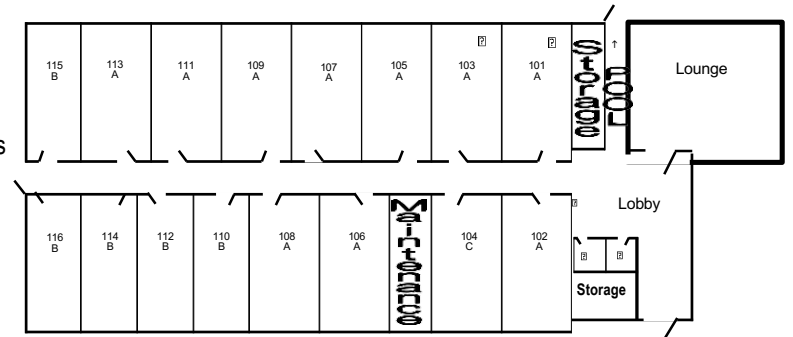 115
B
113
A
111
A
109
A
107
A
105
A
103
A
101
A
Storage
↑
POOL
Lounge
S
116
B
114
B
112
B
110
B
108
A
106
A
Maintenance
104
C
102
A
Lobby
Storage